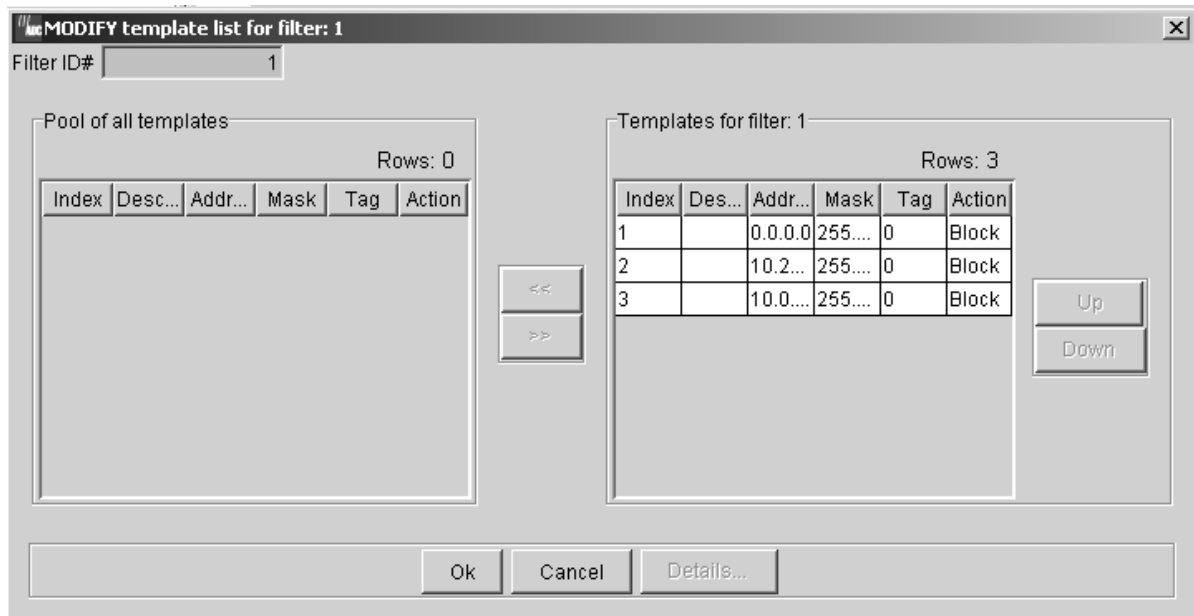 MODIFY template list for filter: 1
Filter ID# 1
Pool of all templates
Rows: 0
Index Desc... Addr... Mask Tag Action
<<
>>
Templates for filter: 1
Rows: 3
Index Des... Addr... Mask Tag Action
1 0.0.0.0 255.... 0 Block
2 10.2... 255.... 0 Block
3 10.0.... 255.... 0 Block
Up
Down
Ok Cancel Details...